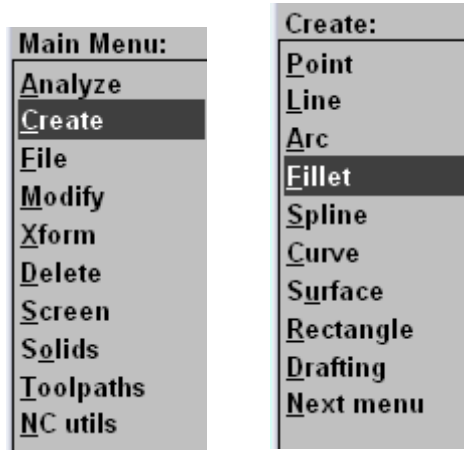 Main Menu:
Analyze
Create
File
Modify
Xform
Delete
Screen
Solids
Toolpaths
NC utils
Create:
Point
Line
Arc
Fillet
Spline
Curve
Surface
Rectangle
Drafting
Next menu